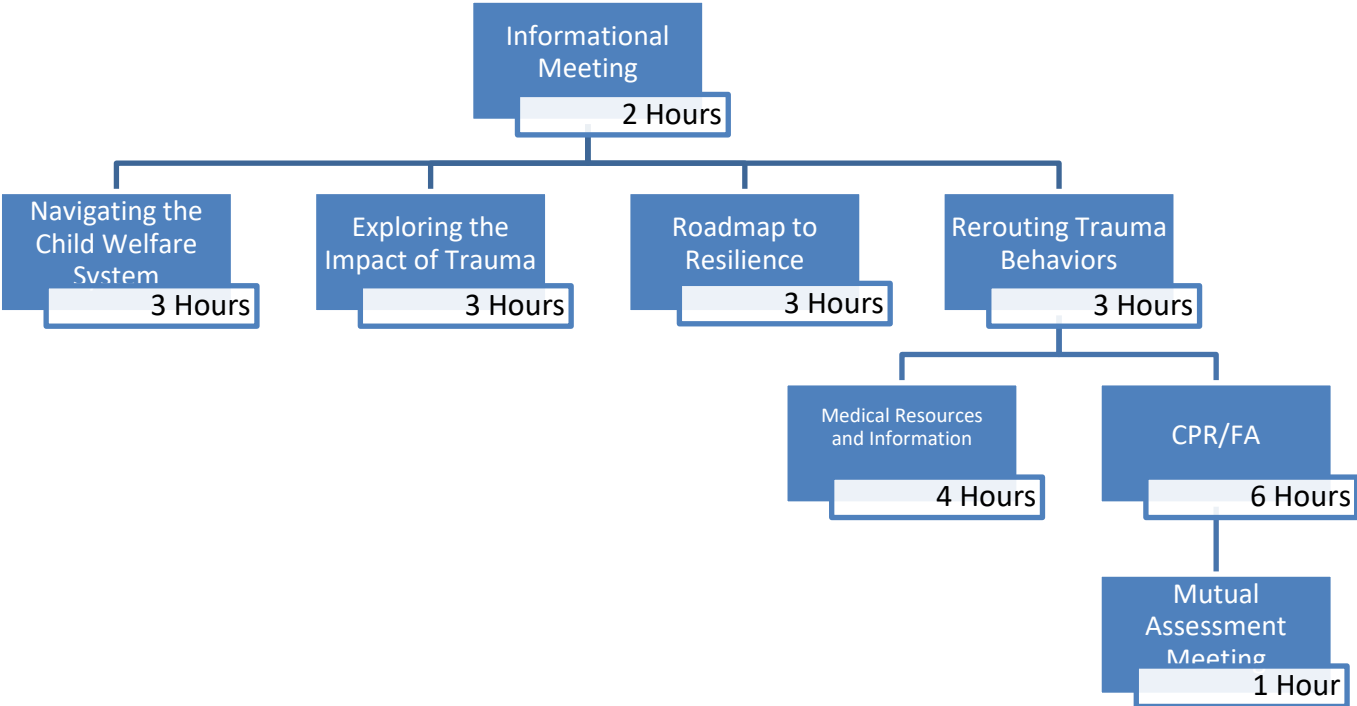 Informational
Meeting
2 Hours
Navigating the
Child Welfare
System
3 Hours
Exploring the
Impact of Trauma
3 Hours
Roadmap to
Resilience
3 Hours
Rerouting Trauma
Behaviors
3 Hours
Medical Resources
and Information
4 Hours
CPR/FA
6 Hours
Mutual
Assessment
Meeting
1 Hour